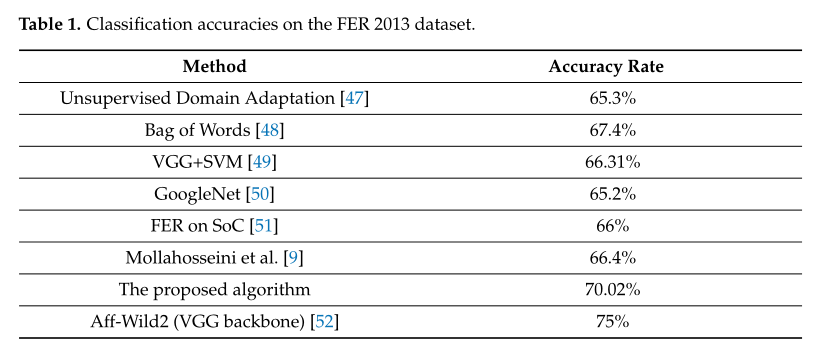 Table 1. Classification accuracies on the FER 2013 dataset.
Method Accuracy Rate
Unsupervised Domain Adaptation [47] 65.3%
Bag of Words [48] 67.4%
VGG+SVM [49] 66.31%
GoogleNet [50] 65.2%
FER on SoC [51] 66%
Mollahosseini et al. [9] 66.4%
The proposed algorithm 70.02%
Aff-Wild2 (VGG backbone) [52] 75%